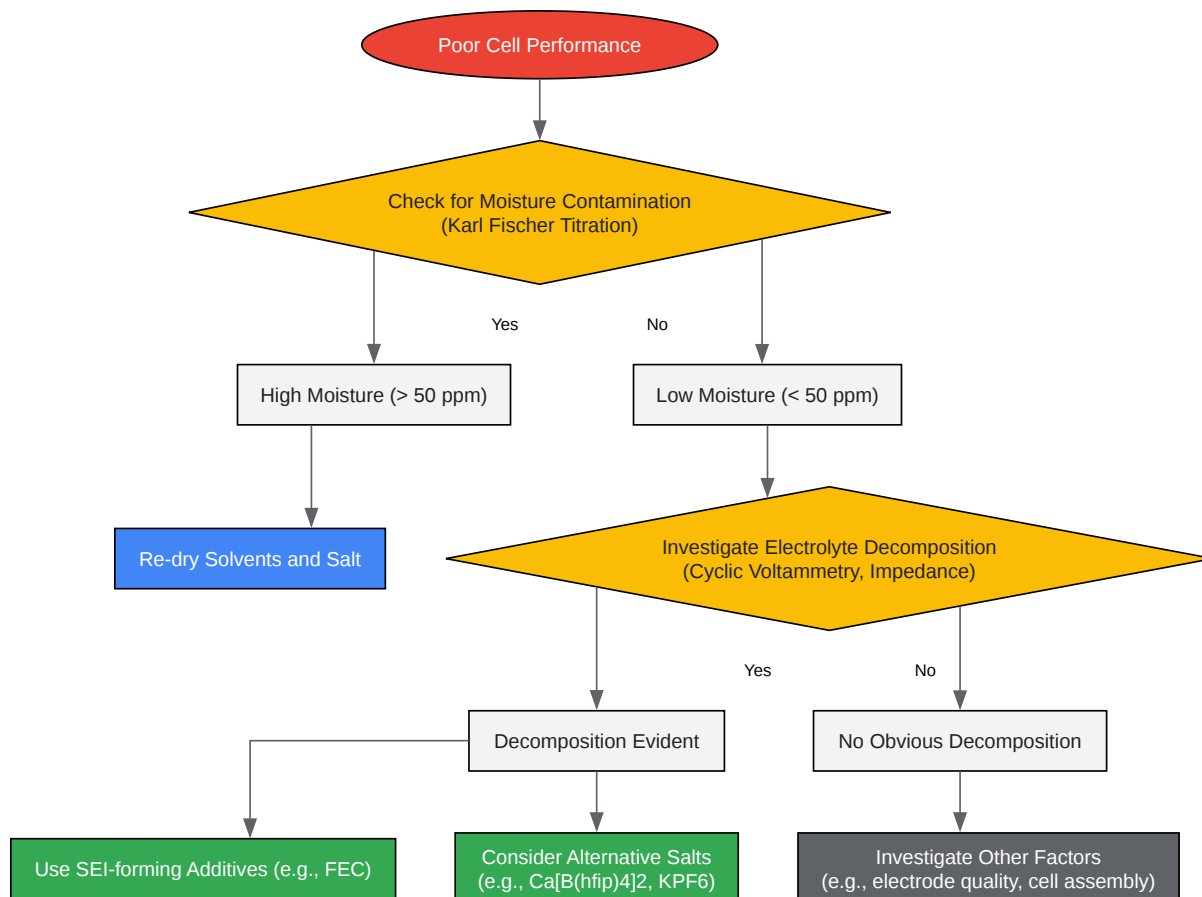 Poor Cell Performance
Check for Moisture Contamination
(Karl Fischer Titration)
Yes
No
High Moisture (> 50 ppm)
Low Moisture (< 50 ppm)
Re-dry Solvents and Salt
Investigate Electrolyte Decomposition
(Cyclic Voltammetry, Impedance)
Yes
No
Decomposition Evident
No Obvious Decomposition
Use SEI-forming Additives (e.g., FEC)
Consider Alternative Salts
(e.g., Ca[B(hfip)4]2, KPF6)
Investigate Other Factors
(e.g., electrode quality, cell assembly)